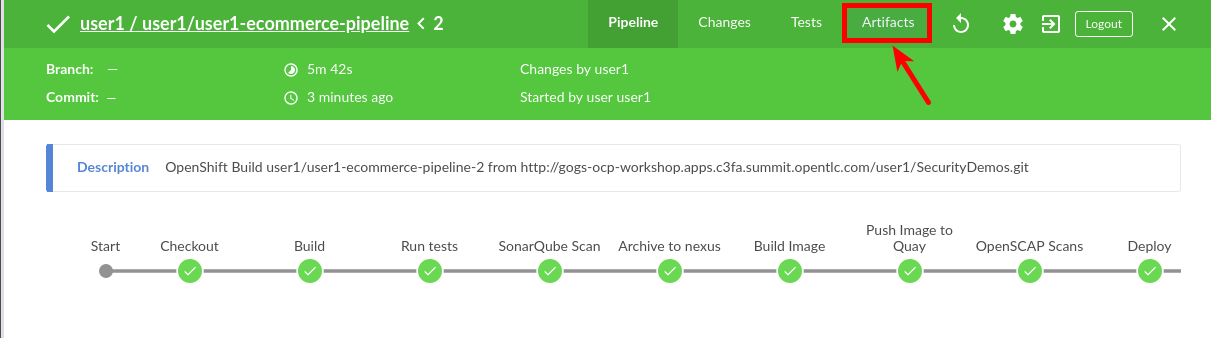 user1 / user1/user1-ecommerce-pipeline < 2 Pipeline Changes Tests Artifacts Logout
Branch: — 5m 42s Changes by user1
Commit: — 3 minutes ago Started by user user1
Description OpenShift Build user1/user1-ecommerce-pipeline-2 from http://gogs-ocp-workshop.apps.c3fa.summit.opentlc.com/user1/SecurityDemos.git
Push Image to
Start Checkout Build Run tests SonarQube Scan Archive to nexus Build Image Quay OpenSCAP Scans Deploy